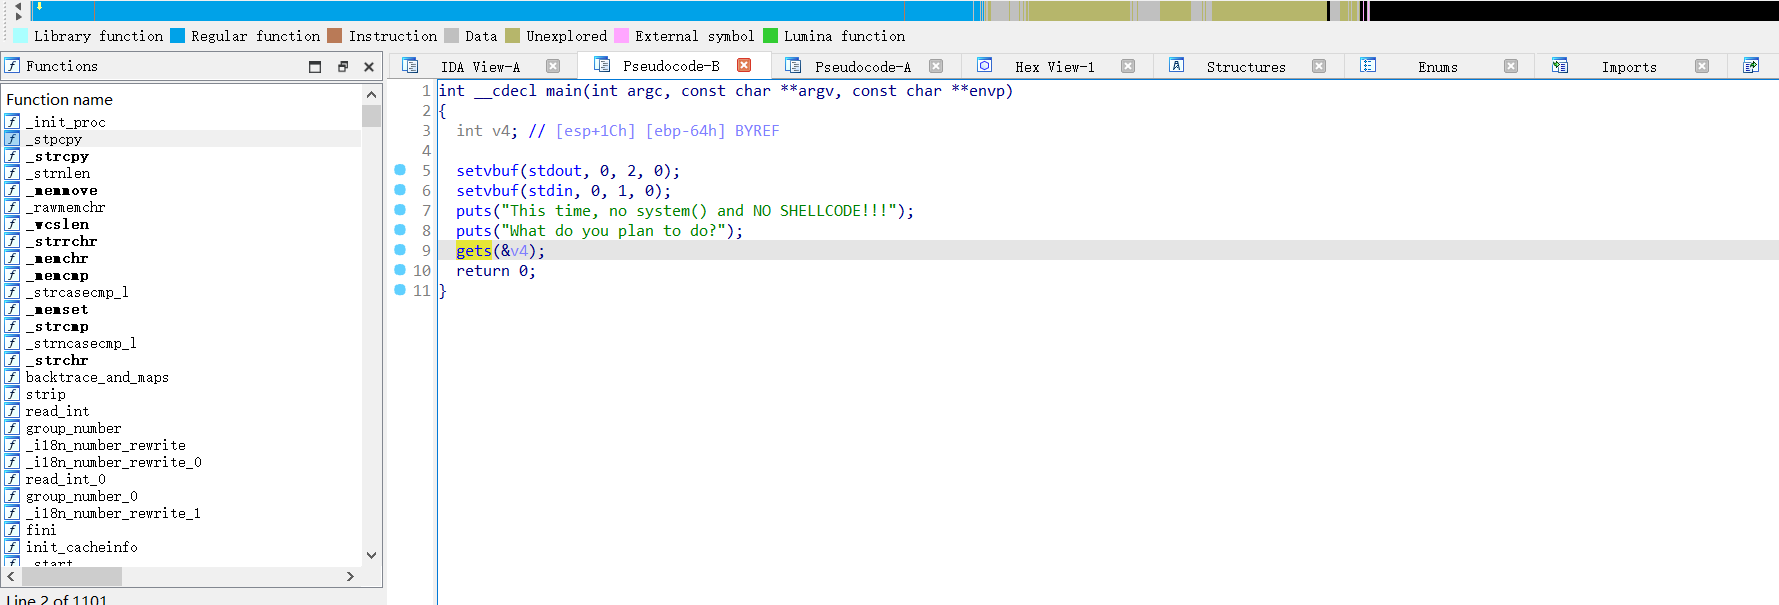 Library function Regular function Instruction Data Unexplored External symbol Lumina function
Functions
Function name
_init_proc
_stpcpy
_strcpy
_strnlen
_memmove
_rawmemchr
_wcslen
_strrchr
_memchr
_memcmp
_strcasecmp_l
_memset
_strcmp
_strncasecmp_l
_strchr
backtrace_and_maps
strip
read_int
group_number
_i18n_number_rewrite
_i18n_number_rewrite_0
read_int_0
group_number_0
_i18n_number_rewrite_1
fini
init_cacheinfo
_start
Line 2 of 1101
IDA View-A Pseudocode-B Pseudocode-A Hex View-1 Structures Enums Imports
1 int __cdecl main(int argc, const char **argv, const char **envp)
2 {
3 int v4; // [esp+1Ch] [ebp-64h] BYREF
4
5 setvbuf(stdout, 0, 2, 0);
6 setvbuf(stdin, 0, 1, 0);
7 puts("This time, no system() and NO SHELLCODE!!!");
8 puts("What do you plan to do?");
9 gets(&v4);
10 return 0;
11 }